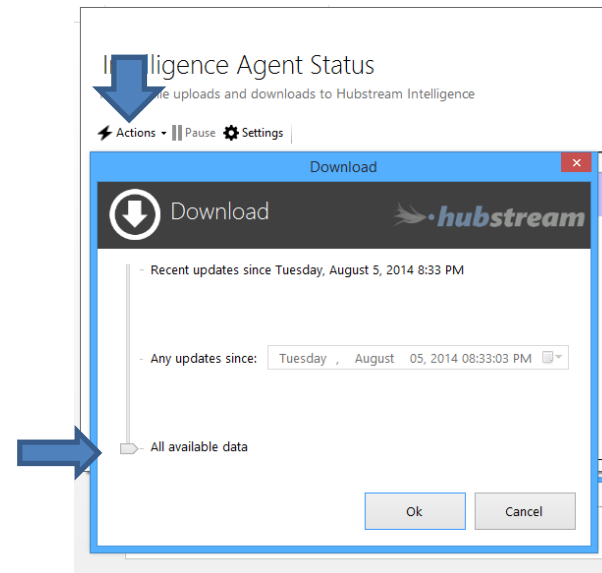 Intelligence Agent Status
uploads and downloads to Hubstream Intelligence
Actions Pause Settings
Download
Download hubstream
Recent updates since Tuesday, August 5, 2014 8:33 PM
Any updates since: Tuesday , August 05, 2014 08:33:03 PM
All available data
Ok Cancel